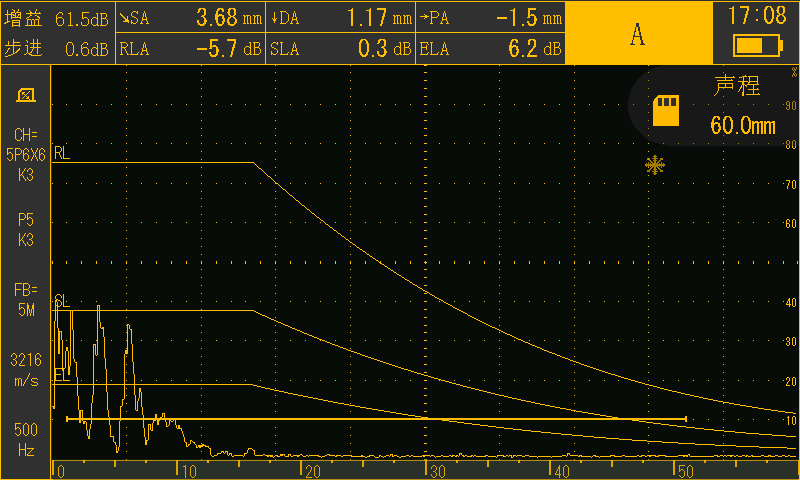 增益 61.5dB ↘SA 3.68 mm ↓DA 1.17 mm →PA -1.5 mm A 17:08
步进 0.6dB RLA -5.7 dB SLA 0.3 dB ELA 6.2 dB
声程
60.0mm
%
90
80
70
60
40
30
20
10
CH=
5P6X6
K3
P5
K3
FB=
5M
3216
m/s
500
Hz
RL
SL
EL
0 10 20 30 40 50